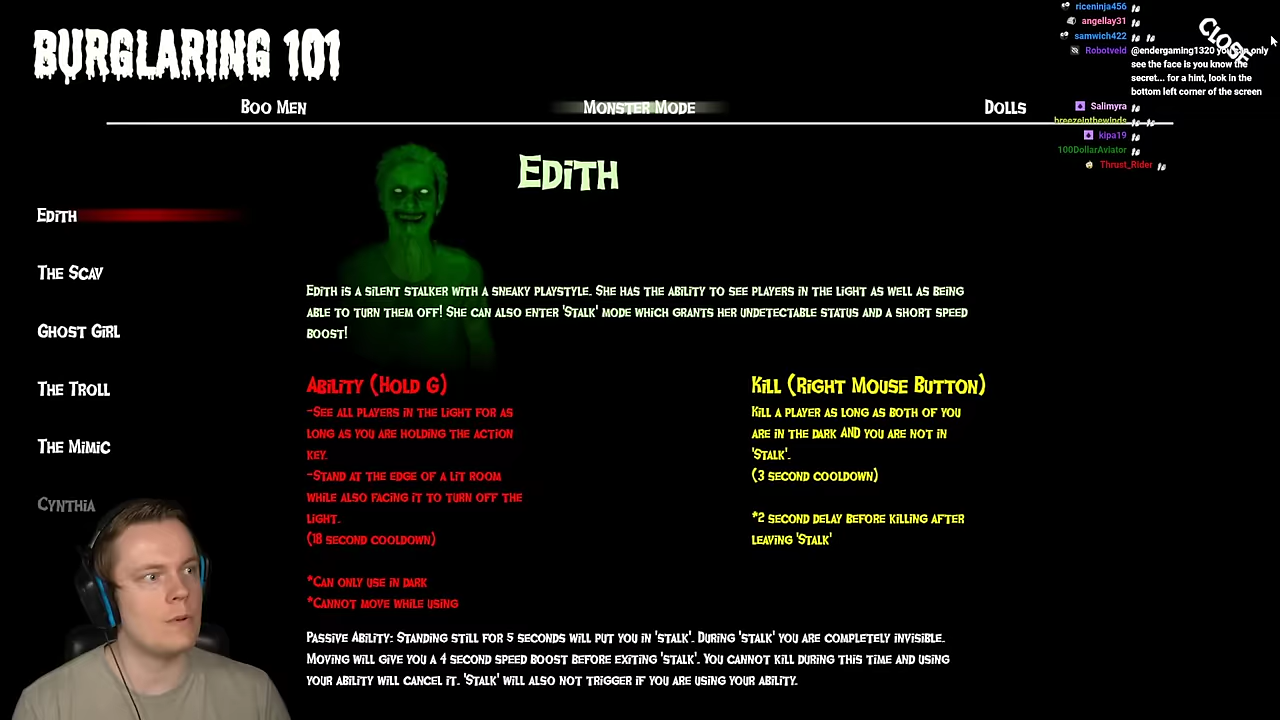 BURGLARING 101
CLOSE
riceninja456
angellay31
samwich422
Robotveld @endergaming1320 you can only
see the face is you know the
secret... for a hint, look in the
bottom left corner of the screen
Salimyra
breezeinthewinds
kipa19
100DollarAviator
Thrust_Rider
BOO MEN
MONSTER MODE
DOLLS
EDITH
THE SCAV
GHOST GIRL
THE TROLL
THE MIMIC
CYNTHIA
EDITH
EDITH IS A SILENT STALKER WITH A SNEAKY PLAYSTYLE. SHE HAS THE ABILITY TO SEE PLAYERS IN THE LIGHT AS WELL AS BEING
ABLE TO TURN THEM OFF! SHE CAN ALSO ENTER 'STALK' MODE WHICH GRANTS HER UNDETECTABLE STATUS AND A SHORT SPEED
BOOST!
ABILITY (HOLD G)
-SEE ALL PLAYERS IN THE LIGHT FOR AS
LONG AS YOU ARE HOLDING THE ACTION
KEY.
-STAND AT THE EDGE OF A LIT ROOM
WHILE ALSO FACING IT TO TURN OFF THE
LIGHT.
(18 SECOND COOLDOWN)
*CAN ONLY USE IN DARK
*CANNOT MOVE WHILE USING
KILL (RIGHT MOUSE BUTTON)
KILL A PLAYER AS LONG AS BOTH OF YOU
ARE IN THE DARK AND YOU ARE NOT IN
'STALK'.
(3 SECOND COOLDOWN)
*2 SECOND DELAY BEFORE KILLING AFTER
LEAVING 'STALK'
PASSIVE ABILITY: STANDING STILL FOR 5 SECONDS WILL PUT YOU IN 'STALK'. DURING 'STALK' YOU ARE COMPLETELY INVISIBLE.
MOVING WILL GIVE YOU A 4 SECOND SPEED BOOST BEFORE EXITING 'STALK'. YOU CANNOT KILL DURING THIS TIME AND USING
YOUR ABILITY WILL CANCEL IT. 'STALK' WILL ALSO NOT TRIGGER IF YOU ARE USING YOUR ABILITY.